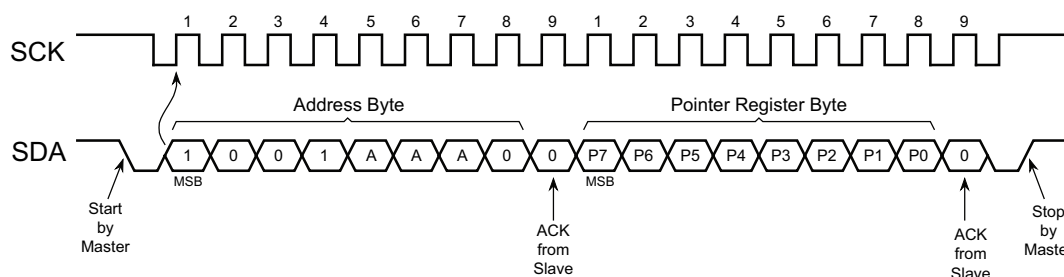 1 2 3 4 5 6 7 8 9 1 2 3 4 5 6 7 8 9
SCK
Address Byte Pointer Register Byte
SDA
1 0 0 1 A A A 0 0 P7 P6 P5 P4 P3 P2 P1 P0 0
MSB MSB
Start
by
Master
ACK
from
Slave
ACK
from
Slave
Stop
by
Maste